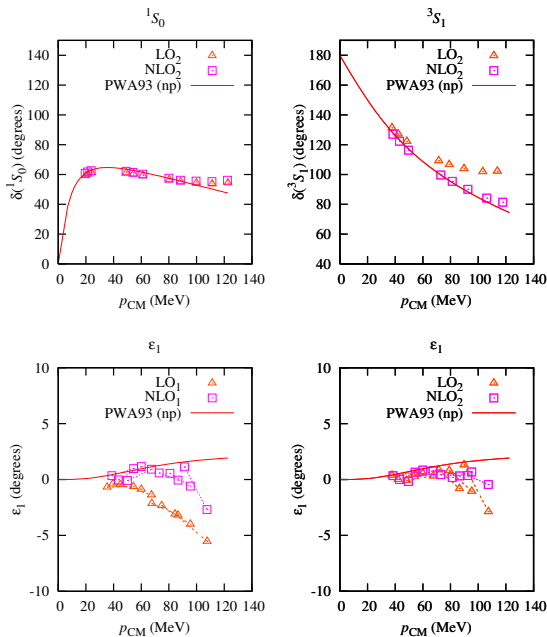 ¹S₀
δ(¹S₀) (degrees)
140
120
100
80
60
40
20
0
LO₂
NLO₂
PWA93 (np)
0 20 40 60 80 100 120 140
p_CM (MeV)
³S₁
δ(³S₁) (degrees)
180
160
140
120
100
80
60
40
LO₂
NLO₂
PWA93 (np)
0 20 40 60 80 100 120 140
p_CM (MeV)
ε₁
ε₁ (degrees)
10
5
0
-5
-10
LO₁
NLO₁
PWA93 (np)
0 20 40 60 80 100 120 140
p_CM (MeV)
ε₁
ε₁ (degrees)
10
5
0
-5
-10
LO₂
NLO₂
PWA93 (np)
0 20 40 60 80 100 120 140
p_CM (MeV)